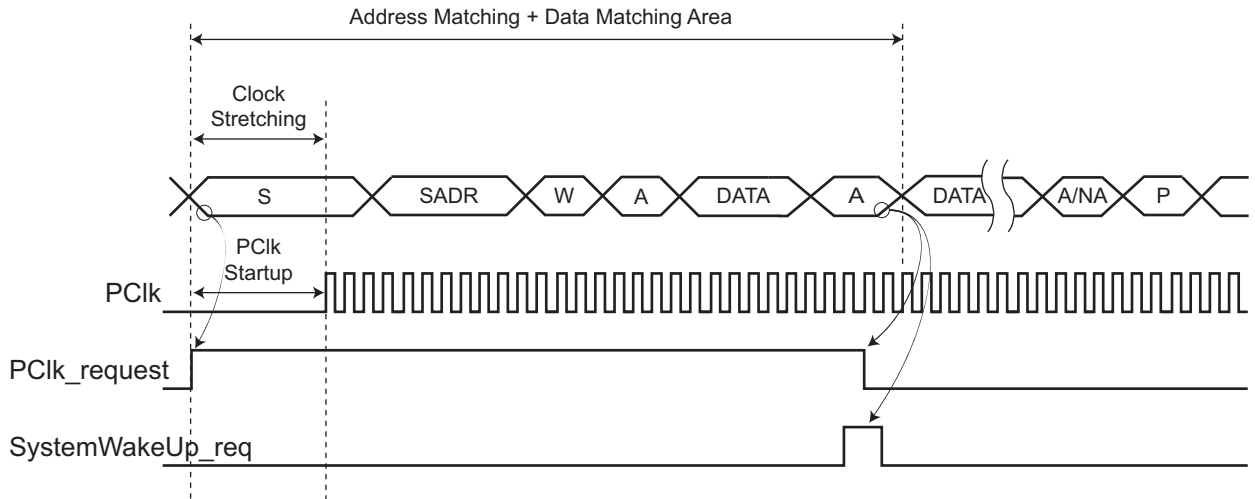 Address Matching + Data Matching Area
Clock
Stretching
S SADR W A DATA A DATA A/NA P
PClk
Startup
PClk
PClk_request
SystemWakeUp_req